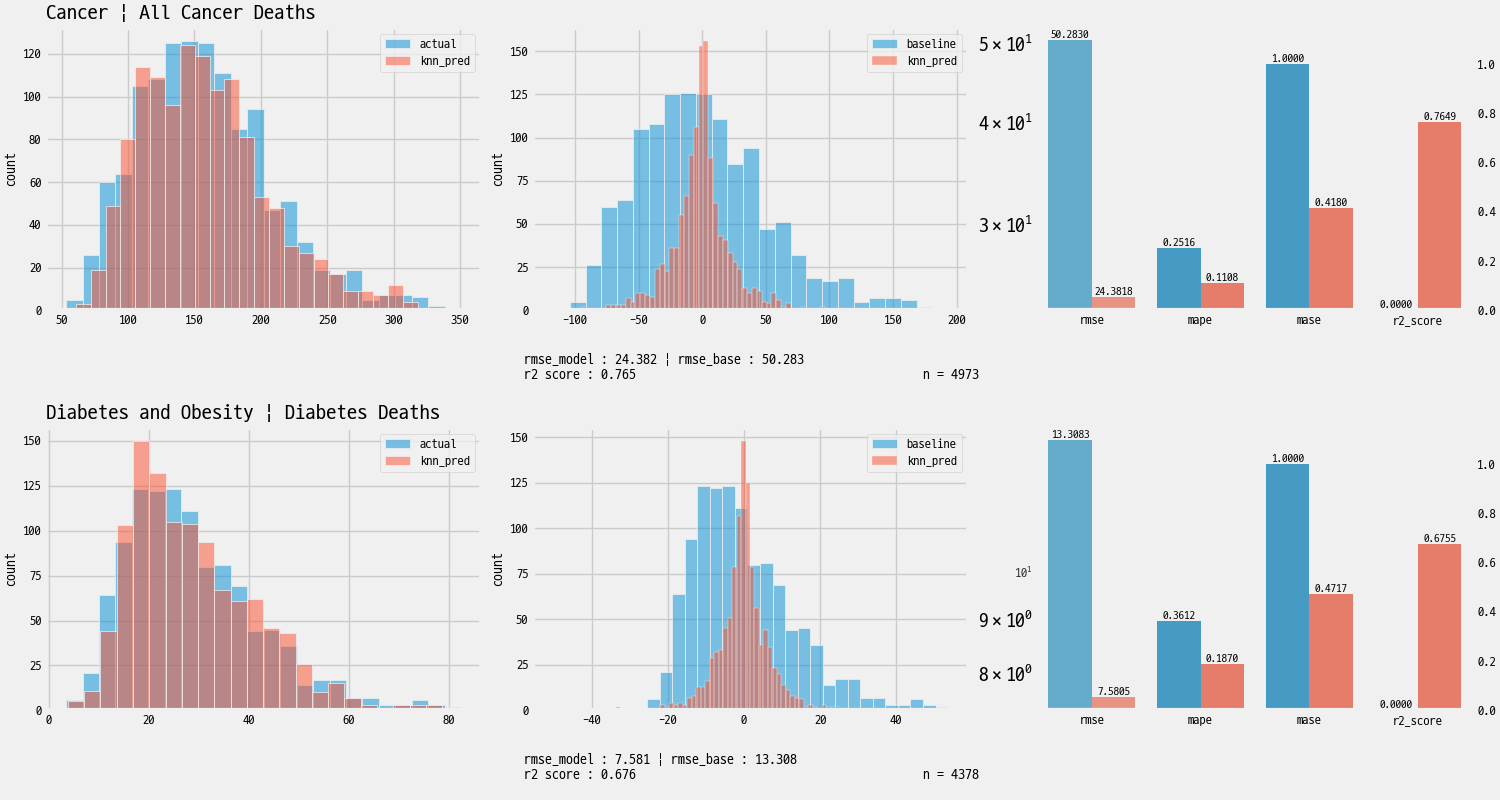 Cancer ¦ All Cancer Deaths
actual
knn_pred
count
120
100
80
60
40
20
0
50 100 150 200 250 300 350
baseline
knn_pred
count
150
125
100
75
50
25
0
−100 −50 0 50 100 150 200
rmse_model : 24.382 ¦ rmse_base : 50.283
r2 score : 0.765 n = 4973
5 × 10¹
4 × 10¹
3 × 10¹
50.2830
24.3818
0.2516
0.1108
1.0000
0.4180
0.0000
0.7649
rmse mape mase r2_score
1.0
0.8
0.6
0.4
0.2
0.0
Diabetes and Obesity ¦ Diabetes Deaths
actual
knn_pred
count
150
125
100
75
50
25
0
0 20 40 60 80
baseline
knn_pred
count
150
125
100
75
50
25
0
−40 −20 0 20 40
rmse_model : 7.581 ¦ rmse_base : 13.308
r2 score : 0.676 n = 4378
10¹
9 × 10⁰
8 × 10⁰
13.3083
7.5805
0.3612
0.1870
1.0000
0.4717
0.0000
0.6755
rmse mape mase r2_score
1.0
0.8
0.6
0.4
0.2
0.0